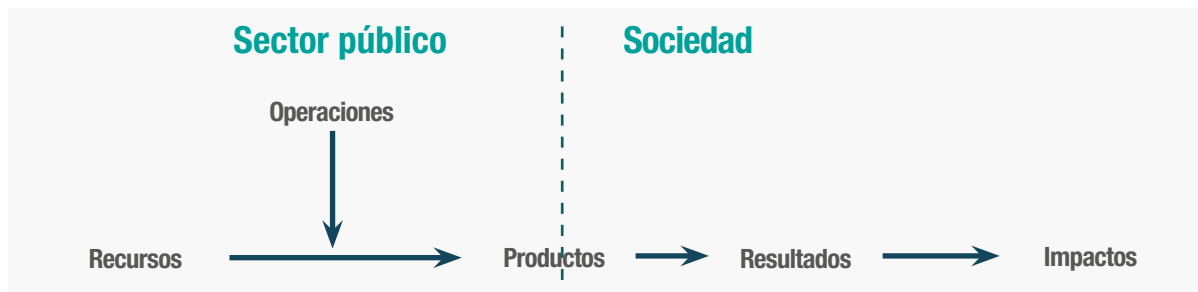 Sector público
Sociedad
Operaciones
Recursos
Productos
Resultados
Impactos